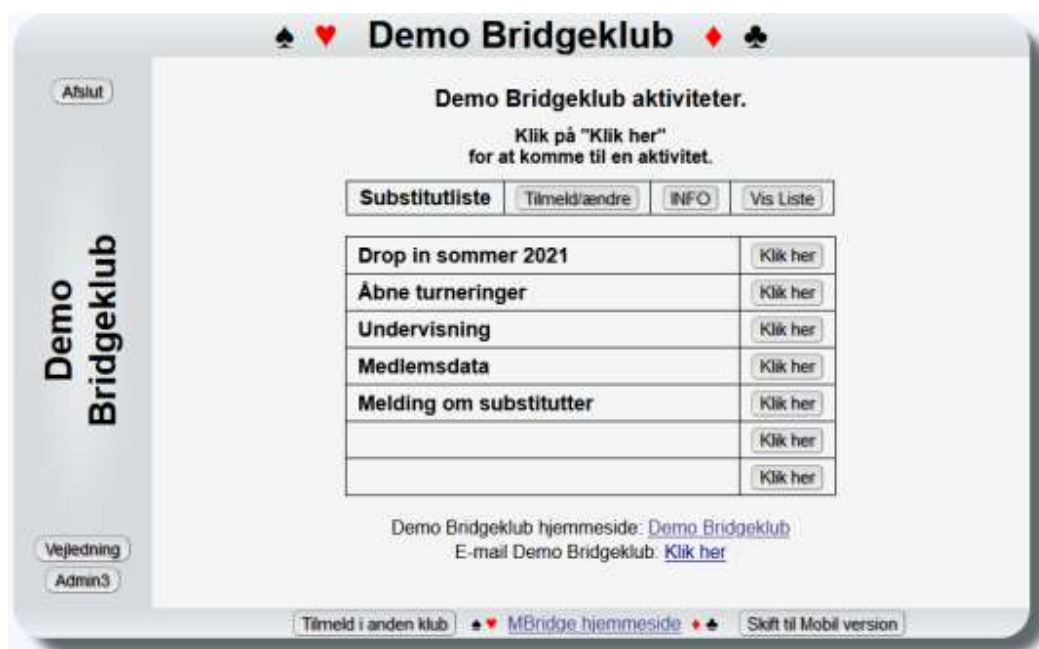 ♠ ♥ Demo Bridgeklub ♦ ♣
Afslut
Demo Bridgeklub aktiviteter.
Klik på "Klik her"
for at komme til en aktivitet.
Substitutliste Tilmeld/ændre INFO Vis Liste
Drop in sommer 2021 Klik her
Åbne turneringer Klik her
Undervisning Klik her
Medlemsdata Klik her
Melding om substitutter Klik her
Klik her
Klik her
Demo
Bridgeklub
Demo Bridgeklub hjemmeside: Demo Bridgeklub
E-mail Demo Bridgeklub: Klik her
Vejledning
Admin3
Tilmeld i anden klub ♠ ♥ MBridge hjemmeside ♦ ♣ Skift til Mobil version